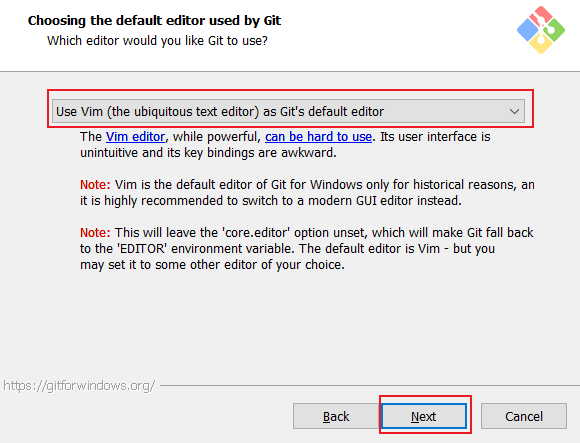 Choosing the default editor used by Git
Which editor would you like Git to use?
Use Vim (the ubiquitous text editor) as Git's default editor
The Vim editor, while powerful, can be hard to use. Its user interface is
unintuitive and its key bindings are awkward.
Note: Vim is the default editor of Git for Windows only for historical reasons, an
it is highly recommended to switch to a modern GUI editor instead.
Note: This will leave the 'core.editor' option unset, which will make Git fall back
to the 'EDITOR' environment variable. The default editor is Vim - but you
may set it to some other editor of your choice.
https://gitforwindows.org/
Back Next Cancel